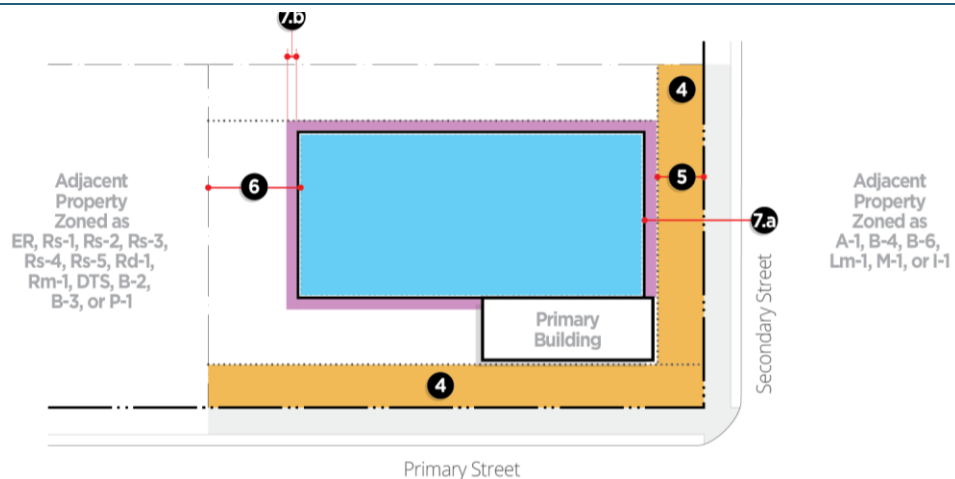 7.b
4
Adjacent
Property
Zoned as
ER, Rs-1, Rs-2, Rs-3,
Rs-4, Rs-5, Rd-1,
Rm-1, DTS, B-2,
B-3, or P-1
6
5
7.a
Adjacent
Property
Zoned as
A-1, B-4, B-6,
Lm-1, M-1, or I-1
Primary
Building
Secondary Street
4
Primary Street